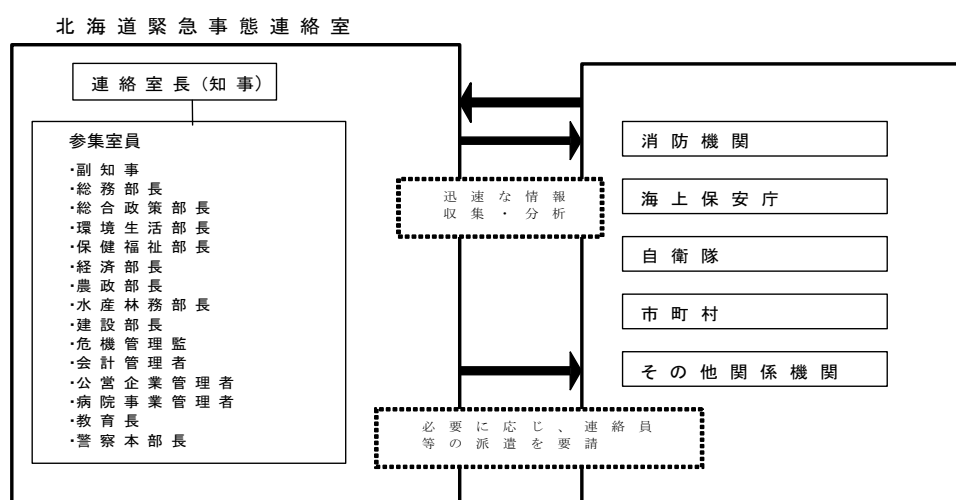 北海道緊急事態連絡室
連絡室長(知事)
参集室員
・副知事
・総務部長
・総合政策部長
・環境生活部長
・保健福祉部長
・経済部長
・農政部長
・水産林務部長
・建設部長
・危機管理監
・会計管理者
・公営企業管理者
・病院事業管理者
・教育長
・警察本部長
迅速な情報
収集・分析
必要に応じ、連絡員
等の派遣を要請
消防機関
海上保安庁
自衛隊
市町村
その他関係機関